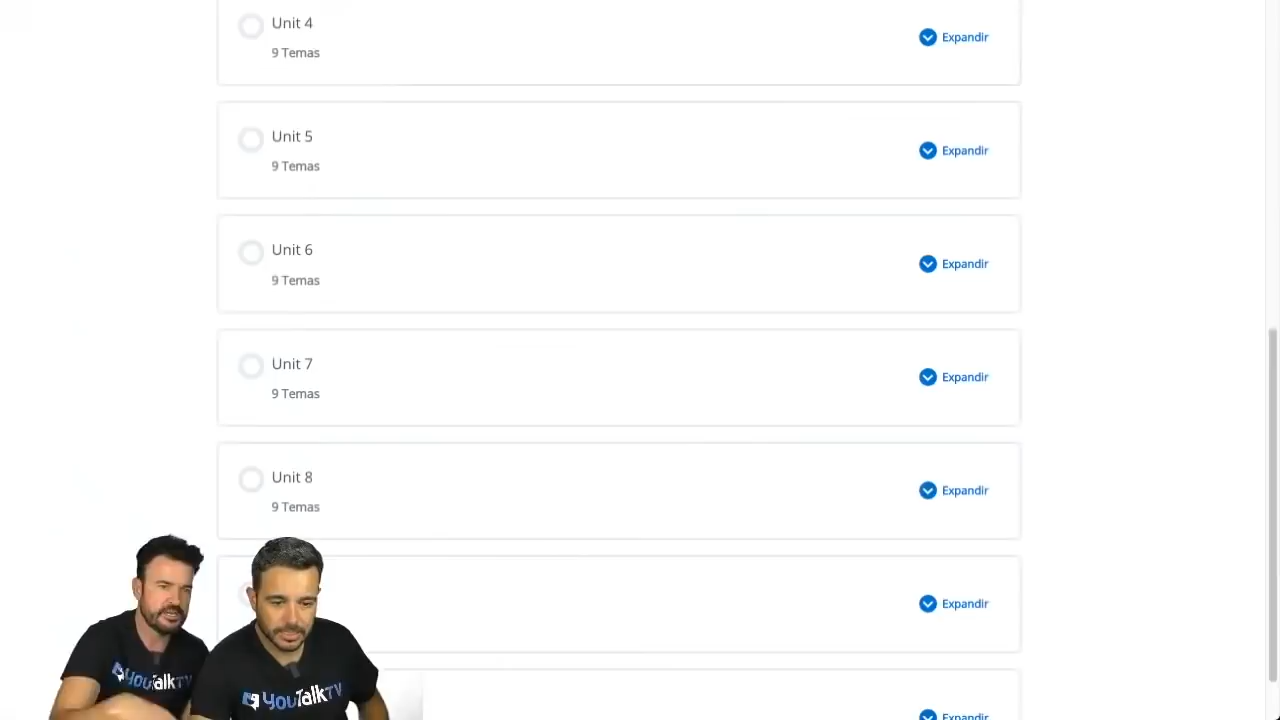 Unit 4
Expandir
9 Temas
Unit 5
Expandir
9 Temas
Unit 6
Expandir
9 Temas
Unit 7
Expandir
9 Temas
Unit 8
Expandir
9 Temas
Expandir
YouTalkTV
YouTalkTV
Expandir